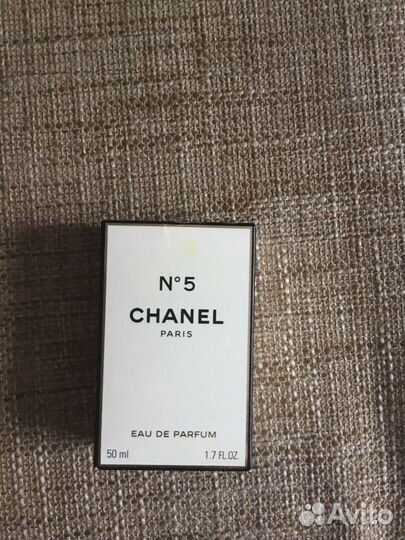 N°5
CHANEL
PARIS
EAU DE PARFUM
50 ml 1.7 FL.OZ.
Avito